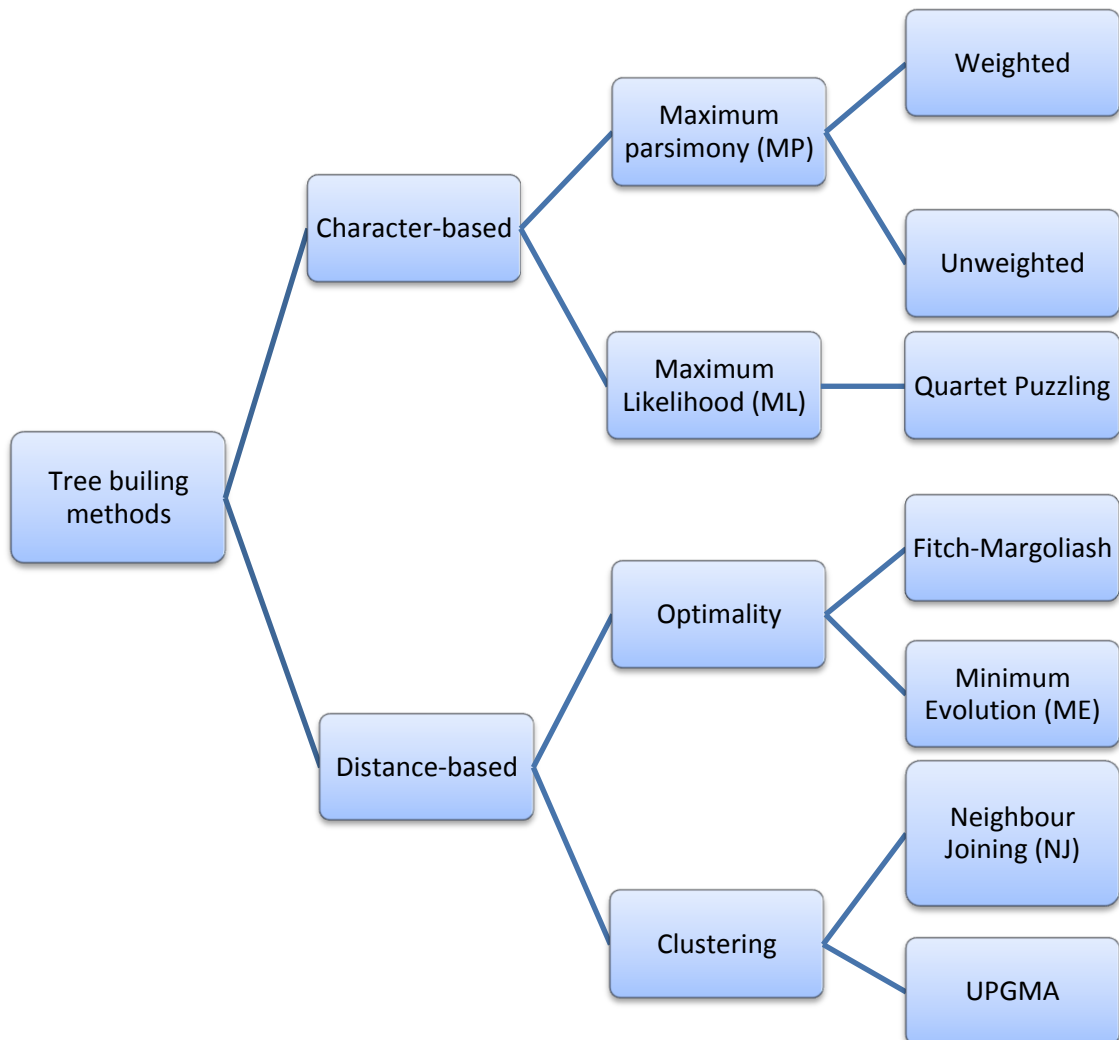 Weighted
Maximum
parsimony (MP)
Character-based
Unweighted
Maximum
Likelihood (ML)
Quartet Puzzling
Tree builing
methods
Fitch-Margoliash
Optimality
Minimum
Evolution (ME)
Distance-based
Neighbour
Joining (NJ)
Clustering
UPGMA